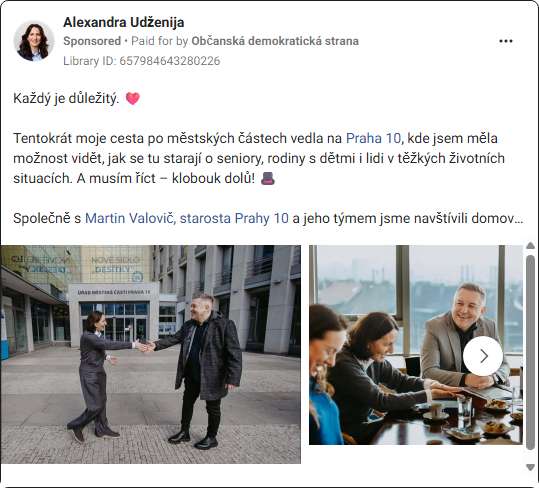 Alexandra Udženija
Sponsored • Paid for by Občanská demokratická strana
Library ID: 657984643280226
Každý je důležitý. 💗
Tentokrát moje cesta po městských částech vedla na Praha 10, kde jsem měla
možnost vidět, jak se tu starají o seniory, rodiny s dětmi i lidi v těžkých životních
situacích. A musím říct – klobouk dolů! 🎩
Společně s Martin Valovič, starosta Prahy 10 a jeho týmem jsme navštívili domov...
NOVÉ SÍDLO
DESÍTKY
ÚŘAD MĚSTSKÉ ČÁSTI PRAHA 10